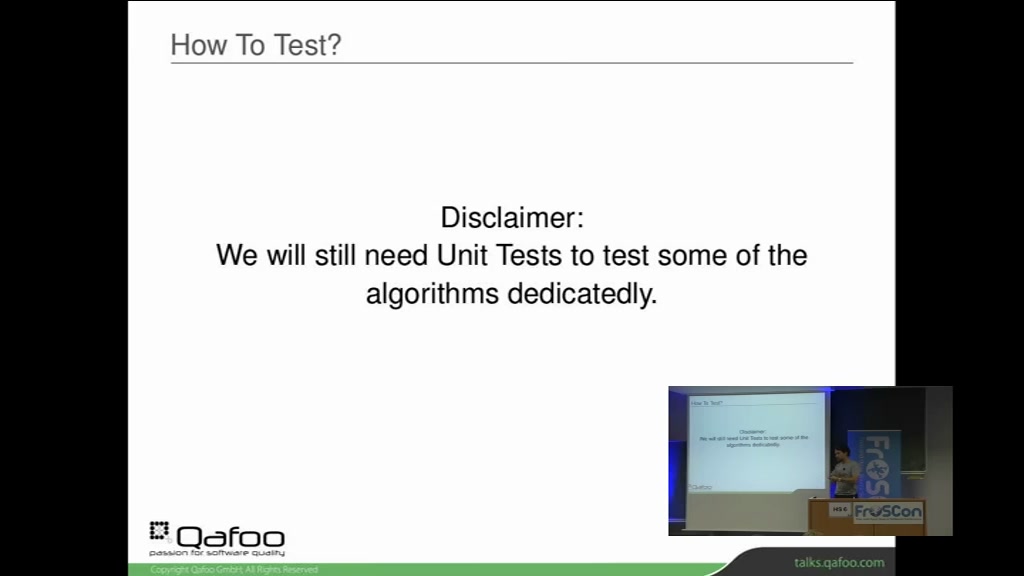 How To Test?
Disclaimer:
We will still need Unit Tests to test some of the
algorithms dedicatedly.
Qafoo
passion for software quality
Copyright Qafoo GmbH, All Rights Reserved
talks.qafoo.com
How To Test?
Disclaimer:
We will still need Unit Tests to test some of the
algorithms dedicatedly.
Qafoo
FrOSC
HS 6
FrOSCon